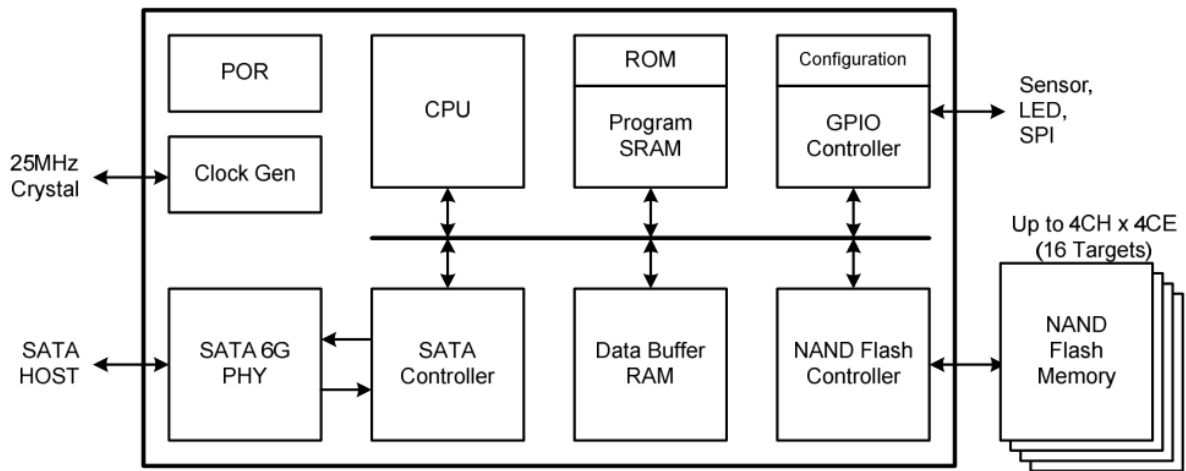 POR
CPU
ROM
Program
SRAM
Configuration
GPIO
Controller
Sensor,
LED,
SPI
25MHz
Crystal
Clock Gen
Up to 4CH x 4CE
(16 Targets)
SATA
HOST
SATA 6G
PHY
SATA
Controller
Data Buffer
RAM
NAND Flash
Controller
NAND
Flash
Memory